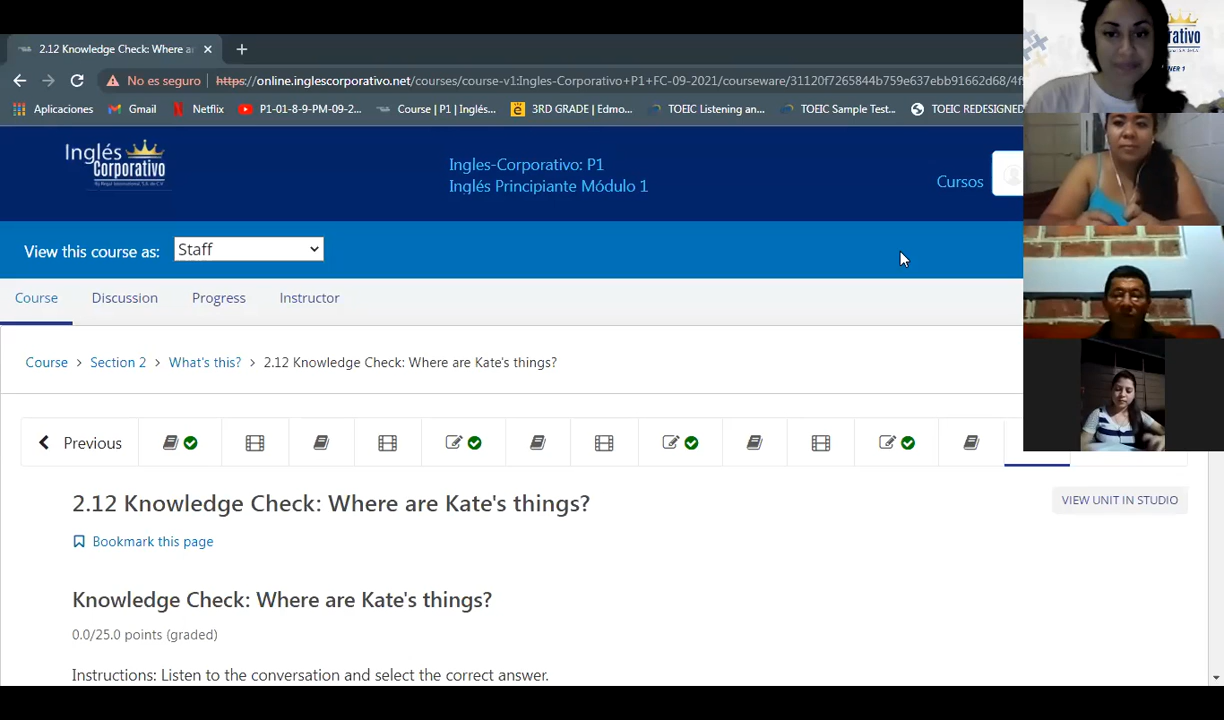 2.12 Knowledge Check: Where a
No es seguro
https://online.inglescorporativo.net/courses/course-v1:Ingles-Corporativo+P1+FC-09-2021/courseware/31120f7265844b759e637ebb91662d68/4f
Aplicaciones
Gmail
Netflix
P1-01-8-9-PM-09-2...
Course | P1 | Inglés...
3RD GRADE | Edmo...
TOEIC Listening an...
TOEIC Sample Test...
TOEIC REDESIGNED
Inglés
Corporativo
Ingles-Corporativo: P1
Inglés Principiante Módulo 1
Cursos
rativo
NER 1
View this course as:
Staff
Course
Discussion
Progress
Instructor
Course > Section 2 > What's this? > 2.12 Knowledge Check: Where are Kate's things?
Previous
2.12 Knowledge Check: Where are Kate's things?
VIEW UNIT IN STUDIO
Bookmark this page
Knowledge Check: Where are Kate's things?
0.0/25.0 points (graded)
Instructions: Listen to the conversation and select the correct answer.